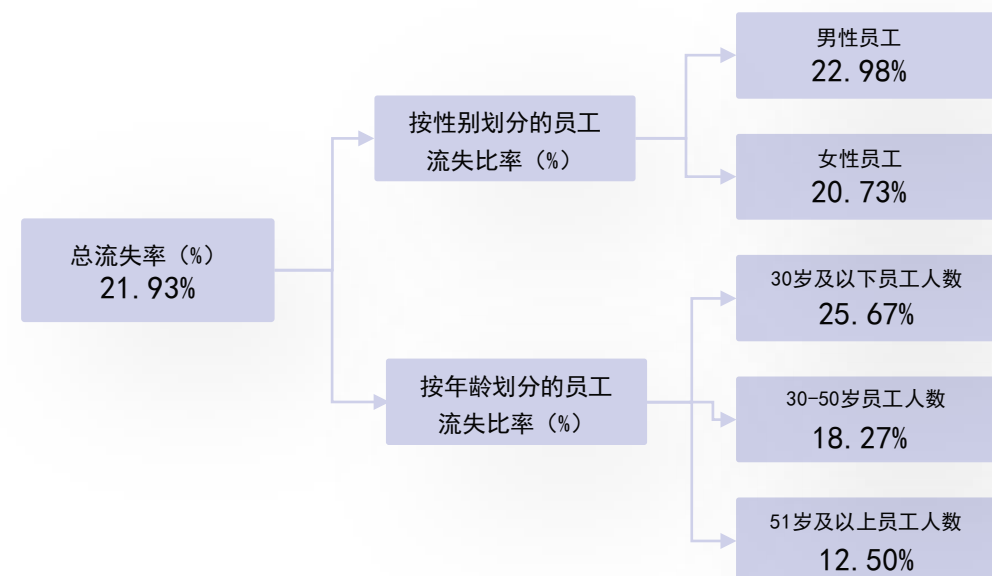 总流失率（%）
21.93%
按性别划分的员工
流失比率（%）
男性员工
22.98%
女性员工
20.73%
按年龄划分的员工
流失比率（%）
30岁及以下员工人数
25.67%
30-50岁员工人数
18.27%
51岁及以上员工人数
12.50%